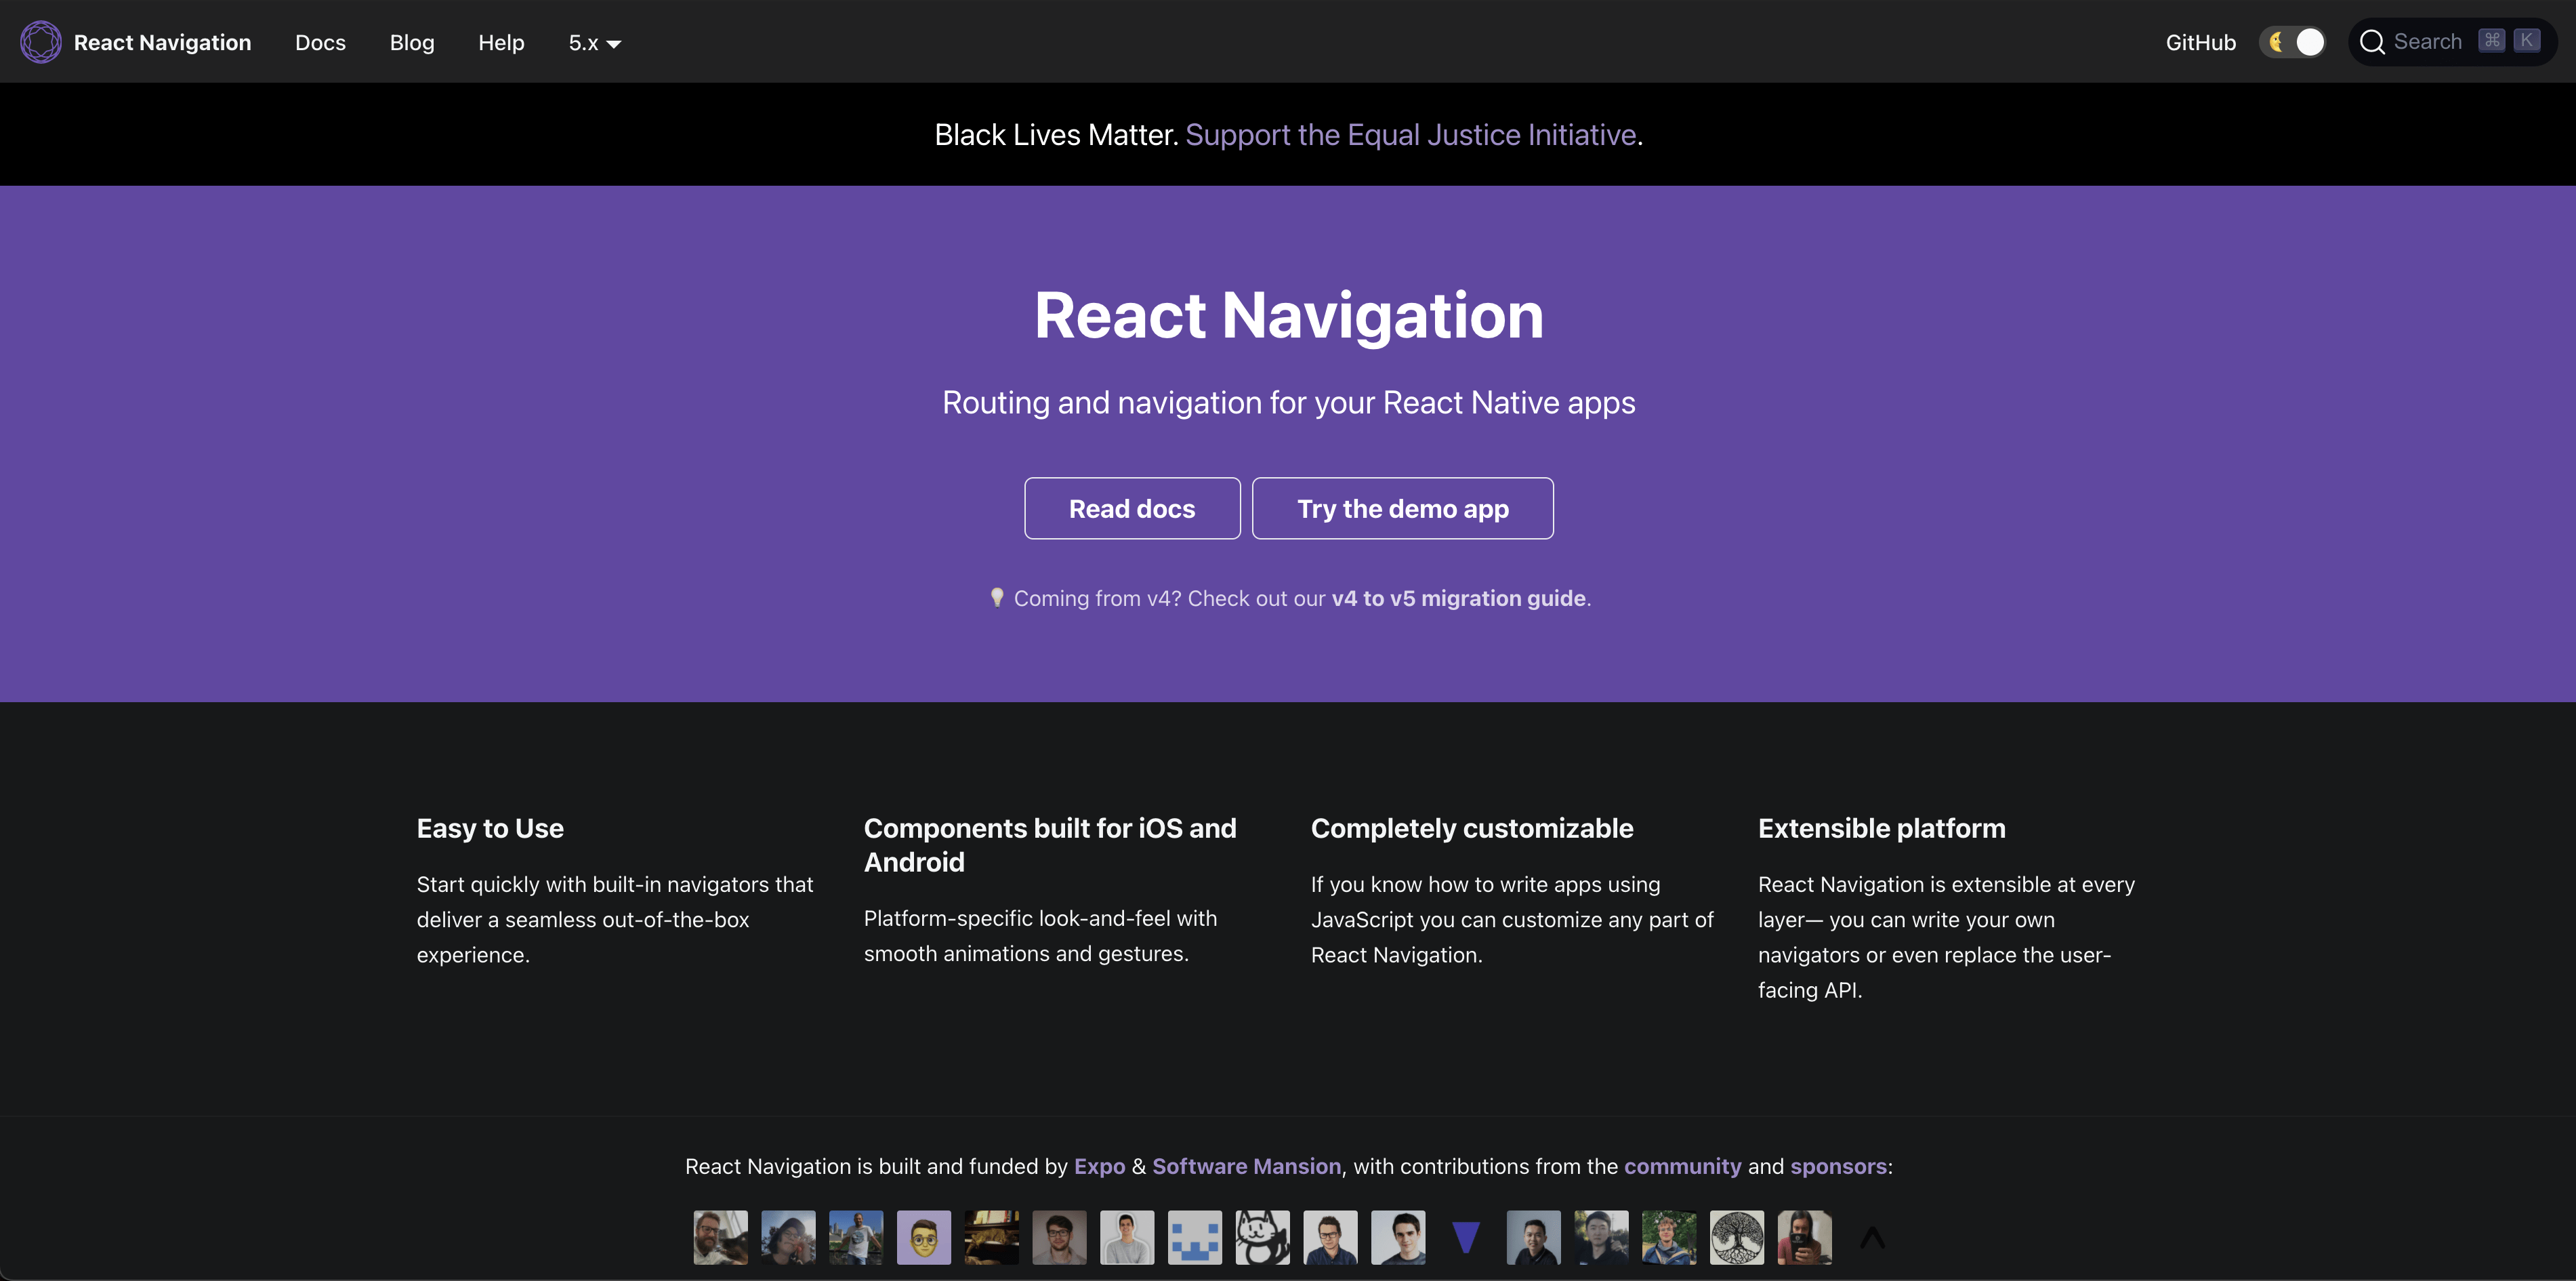 React Navigation
Docs
Blog
Help
5.x
GitHub
Search ⌘ K
Black Lives Matter. Support the Equal Justice Initiative.
React Navigation
Routing and navigation for your React Native apps
Read docs
Try the demo app
Coming from v4? Check out our v4 to v5 migration guide.
Easy to Use
Start quickly with built-in navigators that
deliver a seamless out-of-the-box
experience.
Components built for iOS and
Android
Platform-specific look-and-feel with
smooth animations and gestures.
Completely customizable
If you know how to write apps using
JavaScript you can customize any part of
React Navigation.
Extensible platform
React Navigation is extensible at every
layer— you can write your own
navigators or even replace the user-
facing API.
React Navigation is built and funded by Expo & Software Mansion, with contributions from the community and sponsors: